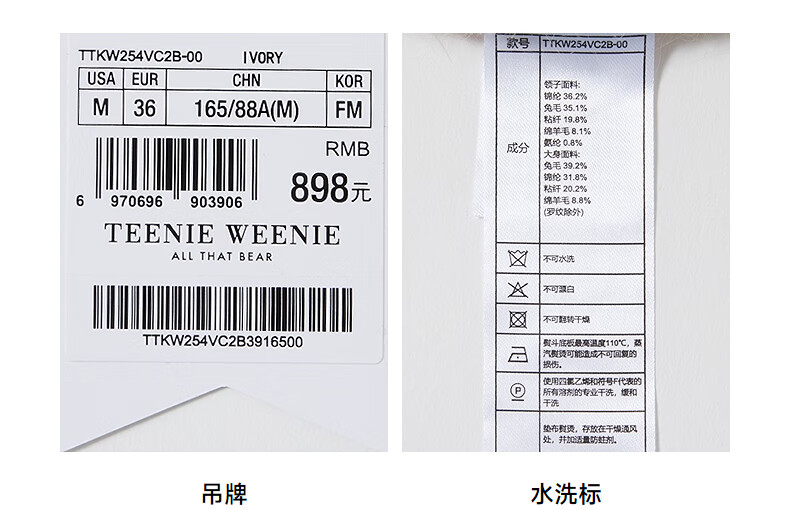 TTKW254VC2B-00 IVORY
USA EUR CHN KOR
M 36 165/88A(M) FM
RMB
898元
6 970696 903906
TEENIE WEENIE
ALL THAT BEAR
TTKW254VC2B3916500
吊牌
款号 TTKW254VC2B-00
成分
领子面料:
锦纶 36.2%
兔毛 35.1%
粘纤 19.8%
绵羊毛 8.1%
氨纶 0.8%
大身面料:
兔毛 39.2%
锦纶 31.8%
粘纤 20.2%
绵羊毛 8.8%
(罗纹除外)
不可水洗
不可漂白
不可翻转干燥
熨斗底板最高温度110℃，蒸
汽熨烫可能造成不可回复的
损伤。
P
使用四氯乙烯和符号F代表的
所有溶剂的专业干洗，缓和
干洗
垫布熨烫，存放在干燥通风
处，并加适量防蛀剂。
水洗标